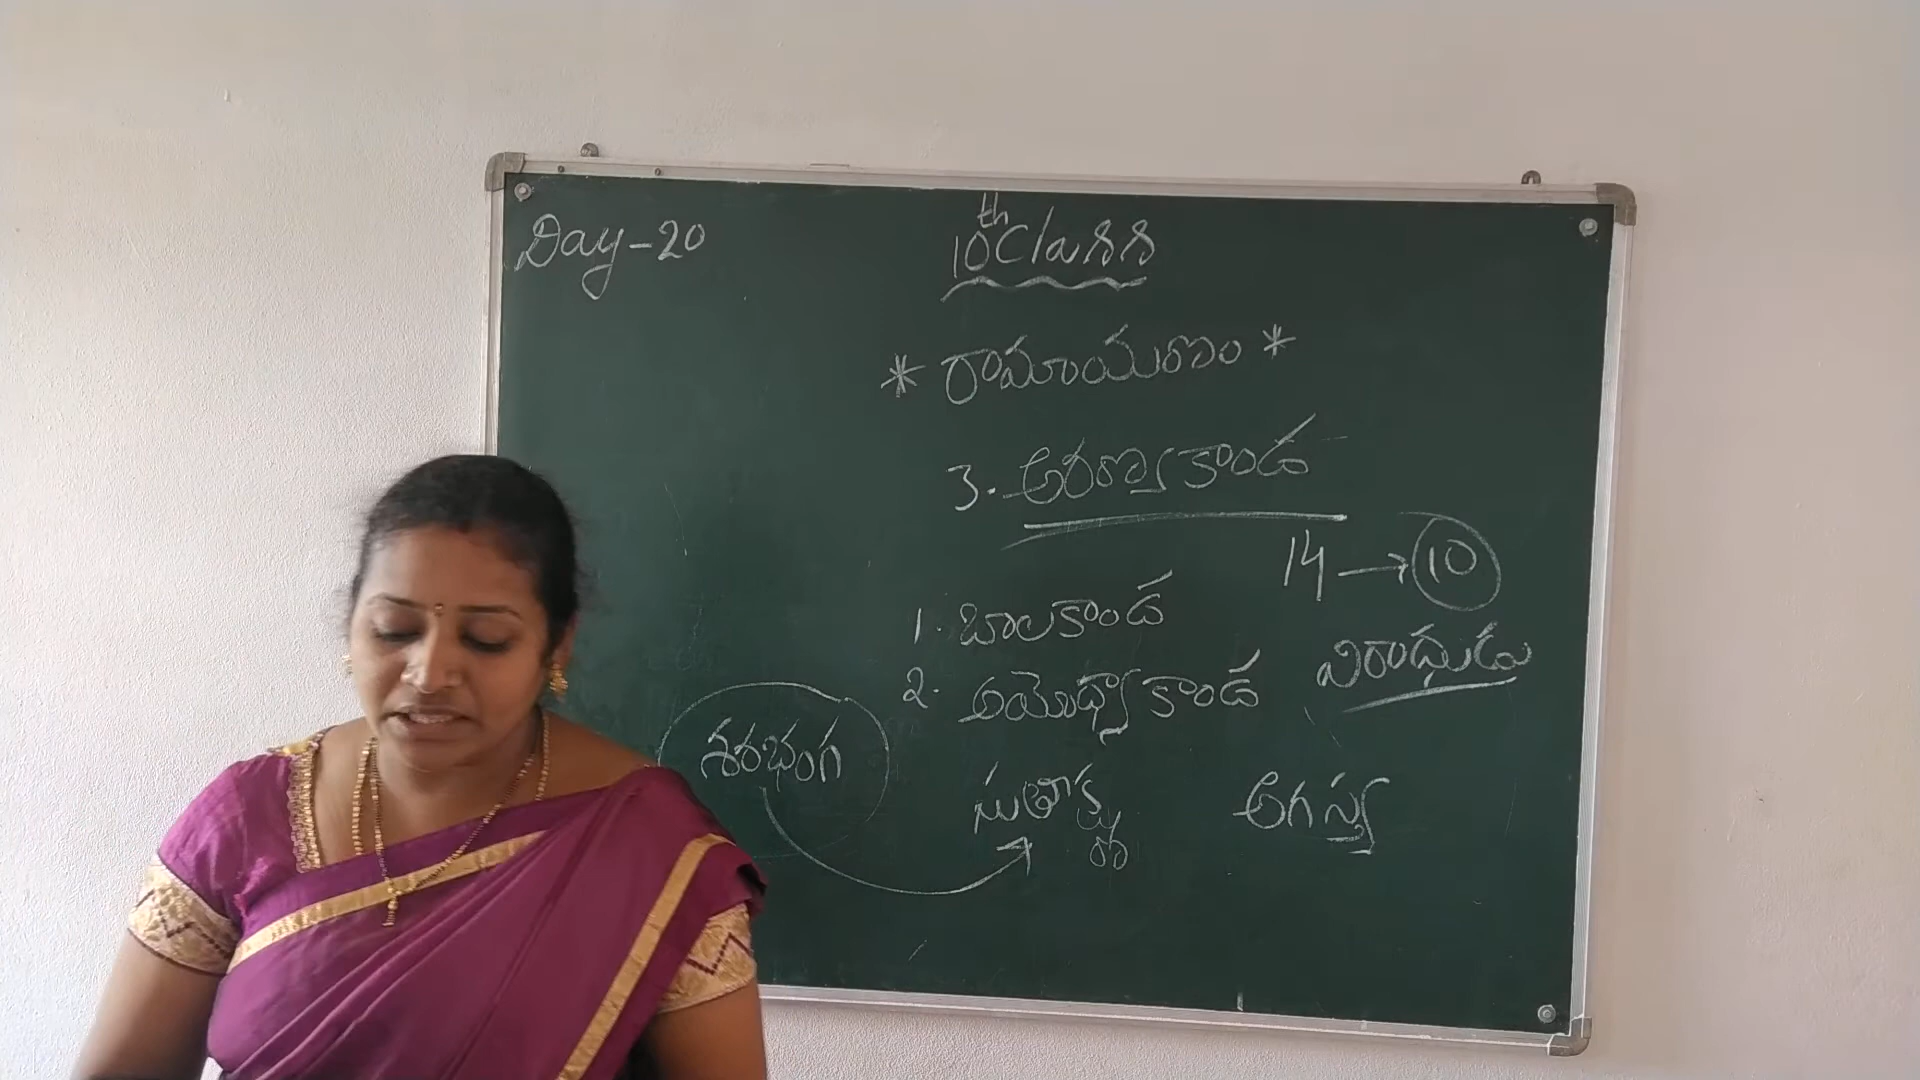 Day-20
10th Class
* రామాయణం *
3. అరణ్యకాండ
14 → 10
1. బాలకాండ
2. అయోధ్యాకాండ
విరాధుడు
శరభంగ
సుతీక్ష్ణ
అగస్త్య